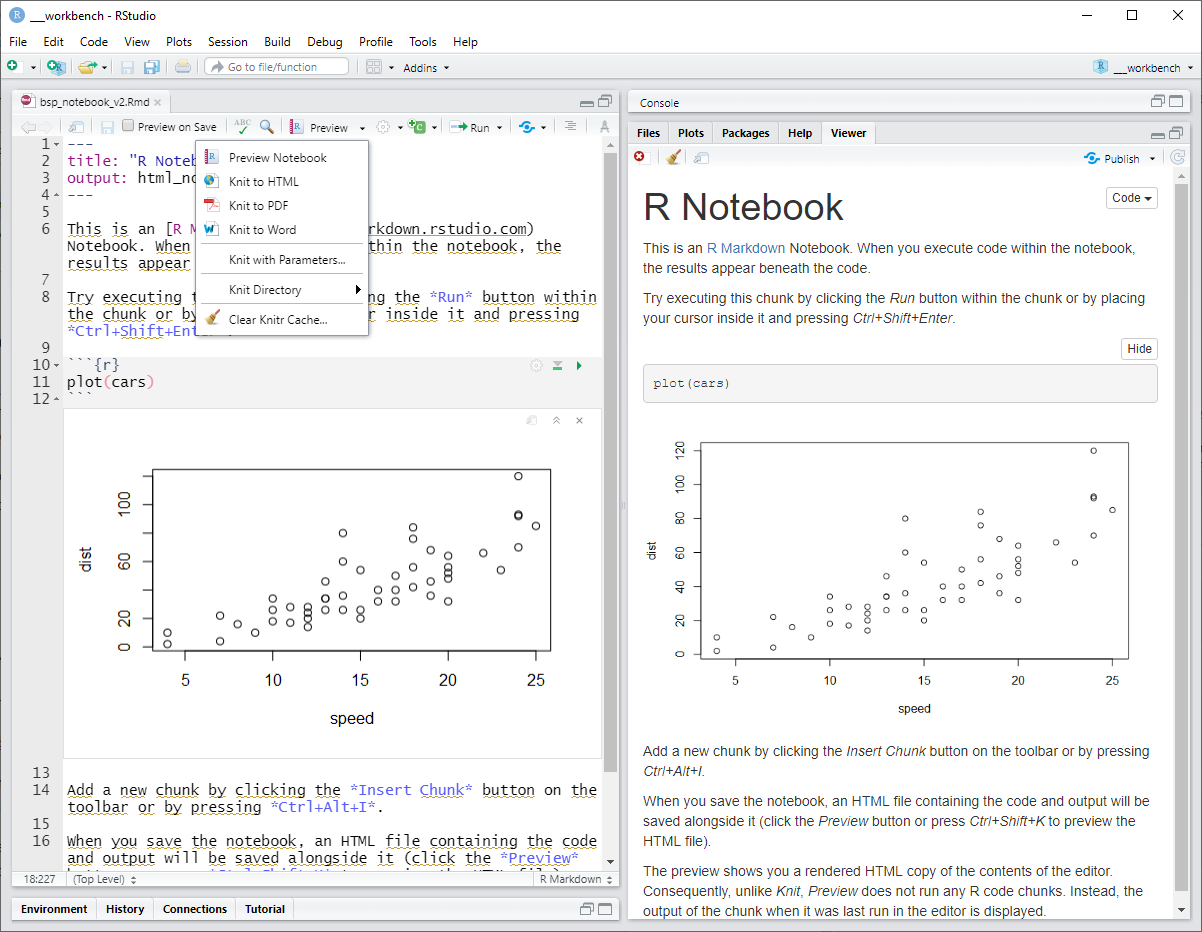 __workbench - RStudio
File Edit Code View Plots Session Build Debug Profile Tools Help
Go to file/function Addins __workbench
bsp_notebook_v2.Rmd
Preview on Save ABC Preview Run
1 ---
2 title: "R Noteb
3 output: html_no
4 ---
5
6 This is an [R M rkdown.rstudio.com)
Notebook. When thin the notebook, the
results appear
7
8 Try executing t ng the *Run* button within
the chunk or by r inside it and pressing
*Ctrl+Shift+Ent
9
10 ```{r}
11 plot(cars)
12 ```
Preview Notebook
Knit to HTML
Knit to PDF
Knit to Word
Knit with Parameters...
Knit Directory
Clear Knitr Cache...
dist
0 20 60 100
5 10 15 20 25
speed
13
14 Add a new chunk by clicking the *Insert Chunk* button on the
toolbar or by pressing *Ctrl+Alt+I*.
15
16 When you save the notebook, an HTML file containing the code
and output will be saved alongside it (click the *Preview*
18:227 (Top Level) R Markdown
Environment History Connections Tutorial
Console
Files Plots Packages Help Viewer
Publish
R Notebook
Code
This is an R Markdown Notebook. When you execute code within the notebook,
the results appear beneath the code.
Try executing this chunk by clicking the Run button within the chunk or by placing
your cursor inside it and pressing Ctrl+Shift+Enter.
Hide
plot(cars)
dist
0 20 40 60 80 100 120
5 10 15 20 25
speed
Add a new chunk by clicking the Insert Chunk button on the toolbar or by pressing
Ctrl+Alt+I.
When you save the notebook, an HTML file containing the code and output will be
saved alongside it (click the Preview button or press Ctrl+Shift+K to preview the
HTML file).
The preview shows you a rendered HTML copy of the contents of the editor.
Consequently, unlike Knit, Preview does not run any R code chunks. Instead, the
output of the chunk when it was last run in the editor is displayed.